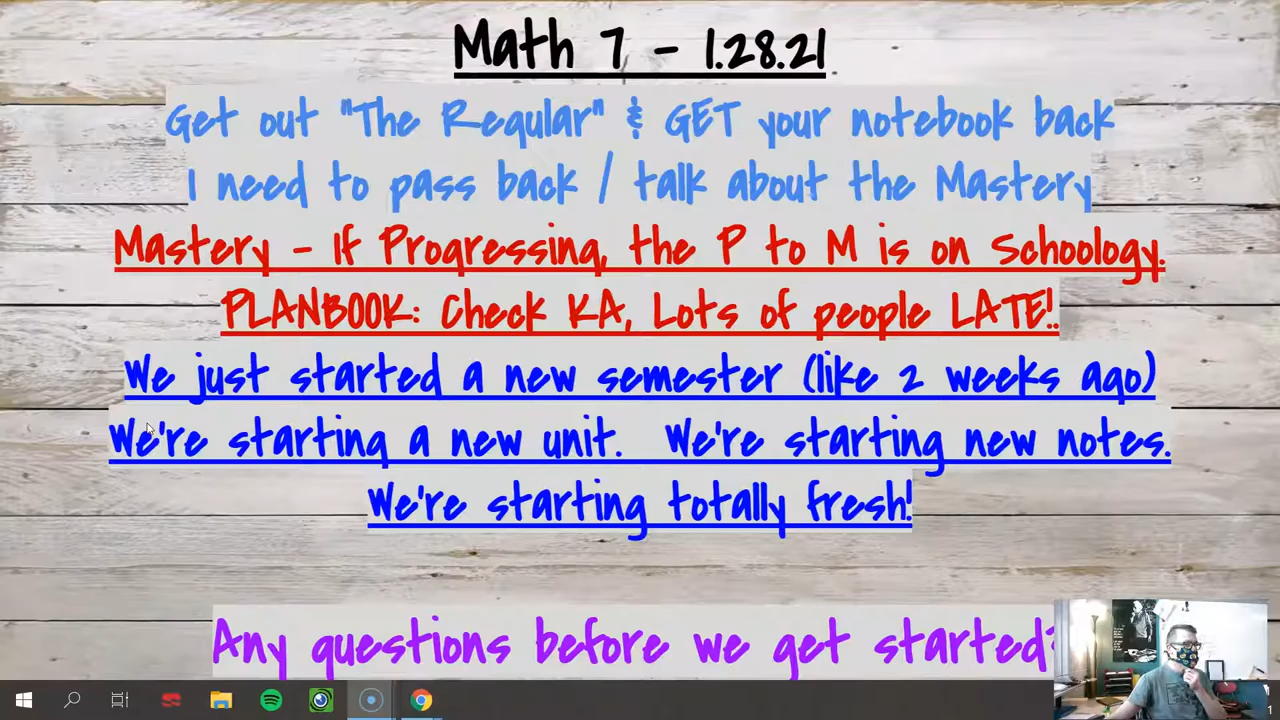 Math 7 - 1.28.21
Get out "The Regular" & GET your notebook back
I need to pass back / talk about the Mastery
Mastery - If Progressing, the P to M is on Schoology.
PLANBOOK: Check KA, Lots of people LATE!.
We just started a new semester (like 2 weeks ago)
We're starting a new unit. We're starting new notes.
We're starting totally fresh!
Any questions before we get started?
1